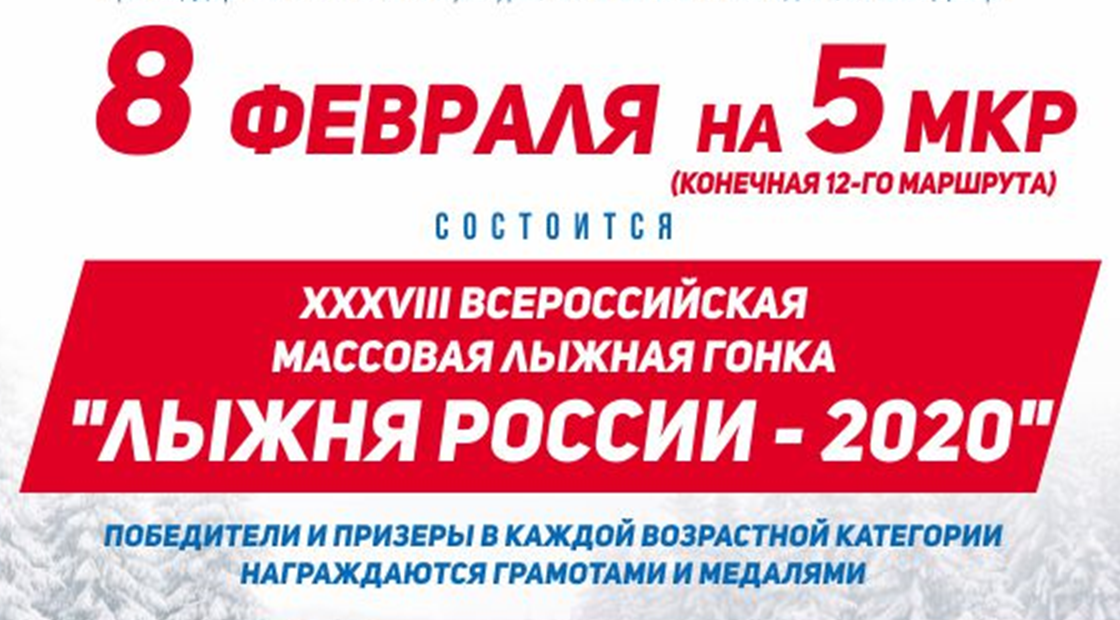 8 ФЕВРАЛЯ НА 5 МКР
(КОНЕЧНАЯ 12-ГО МАРШРУТА)
СОСТОИТСЯ
XXXVIII ВСЕРОССИЙСКАЯ
МАССОВАЯ ЛЫЖНАЯ ГОНКА
"ЛЫЖНЯ РОССИИ - 2020"
ПОБЕДИТЕЛИ И ПРИЗЕРЫ В КАЖДОЙ ВОЗРАСТНОЙ КАТЕГОРИИ
НАГРАЖДАЮТСЯ ГРАМОТАМИ И МЕДАЛЯМИ